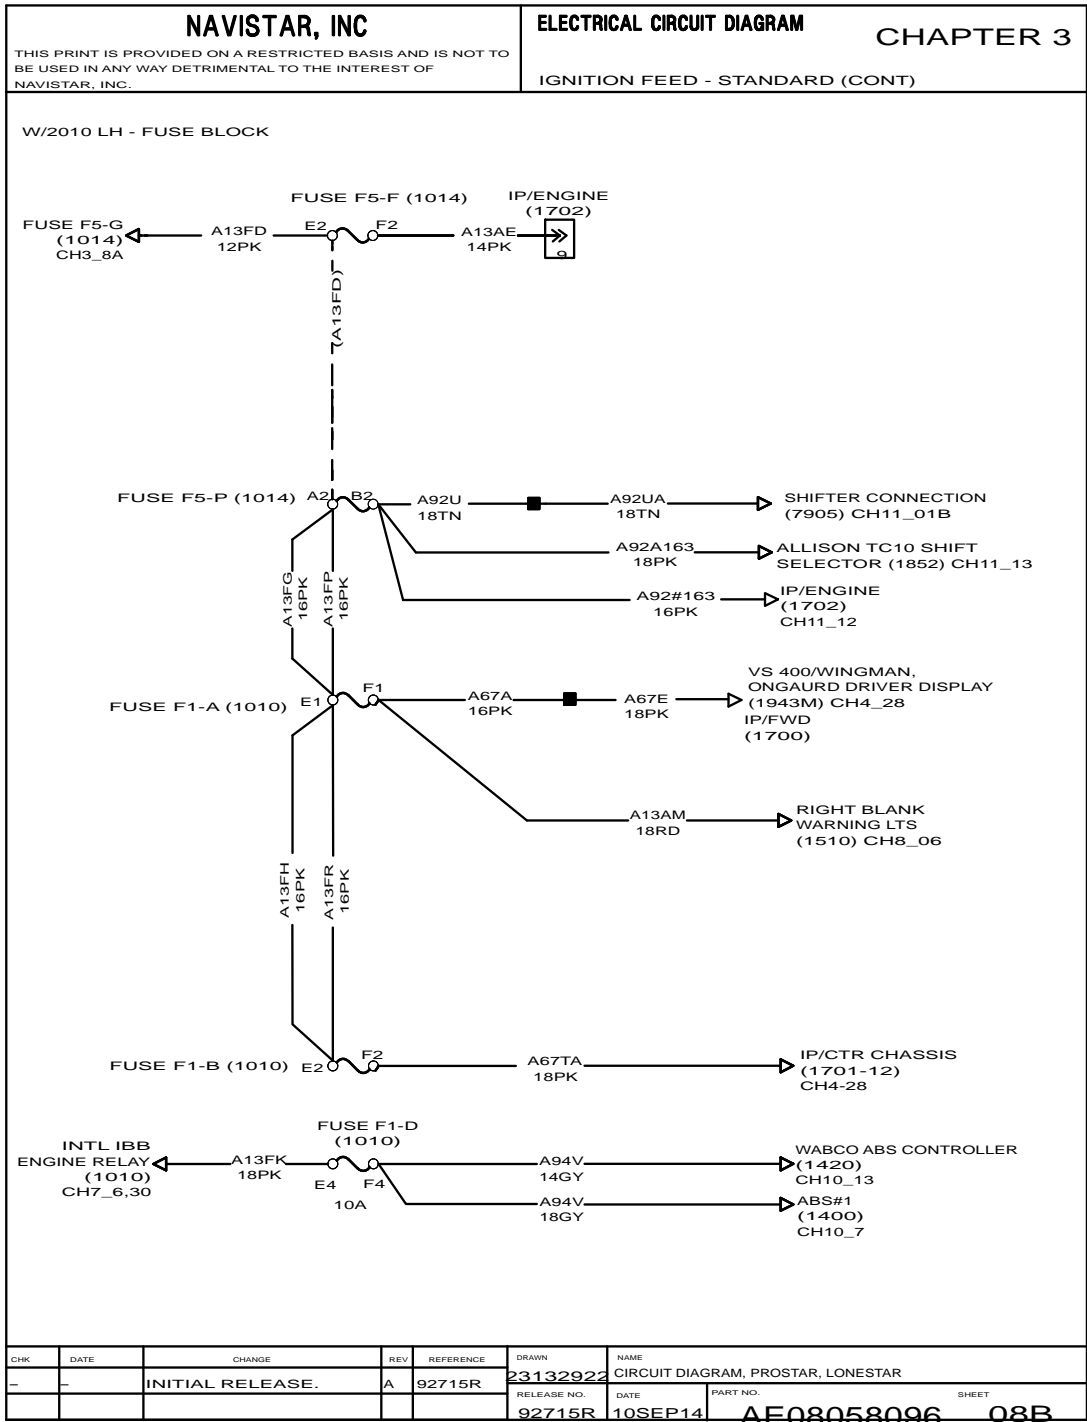 NAVISTAR, INC
THIS PRINT IS PROVIDED ON A RESTRICTED BASIS AND IS NOT TO
BE USED IN ANY WAY DETRIMENTAL TO THE INTEREST OF
NAVISTAR, INC.
ELECTRICAL CIRCUIT DIAGRAM
CHAPTER 3
IGNITION FEED - STANDARD (CONT)
W/2010 LH - FUSE BLOCK
FUSE F5-F (1014)
IP/ENGINE
(1702)
FUSE F5-G
(1014)
CH3_8A
A13FD
12PK
E2
F2
A13AE
14PK
9
(A13FD)
FUSE F5-P (1014)
A2
B2
A92U
18TN
A92UA
18TN
SHIFTER CONNECTION
(7905) CH11_01B
A92A163
18PK
ALLISON TC10 SHIFT
SELECTOR (1852) CH11_13
A92#163
16PK
IP/ENGINE
(1702)
CH11_12
A13FG
16PK
A13FP
16PK
FUSE F1-A (1010)
E1
F1
A67A
16PK
A67E
18PK
VS 400/WINGMAN,
ONGAURD DRIVER DISPLAY
(1943M) CH4_28
IP/FWD
(1700)
A13AM
18RD
RIGHT BLANK
WARNING LTS
(1510) CH8_06
A13FH
16PK
A13FR
16PK
FUSE F1-B (1010)
E2
F2
A67TA
18PK
IP/CTR CHASSIS
(1701-12)
CH4-28
FUSE F1-D
(1010)
INTL IBB
ENGINE RELAY
(1010)
CH7_6,30
A13FK
18PK
E4
F4
10A
A94V
14GY
WABCO ABS CONTROLLER
(1420)
CH10_13
A94V
18GY
ABS#1
(1400)
CH10_7
CHK DATE CHANGE REV REFERENCE
- - INITIAL RELEASE. A 92715R
DRAWN
23132922
NAME
CIRCUIT DIAGRAM, PROSTAR, LONESTAR
RELEASE NO.
92715R
DATE
10SEP14
PART NO.
AE08058096
SHEET
08B